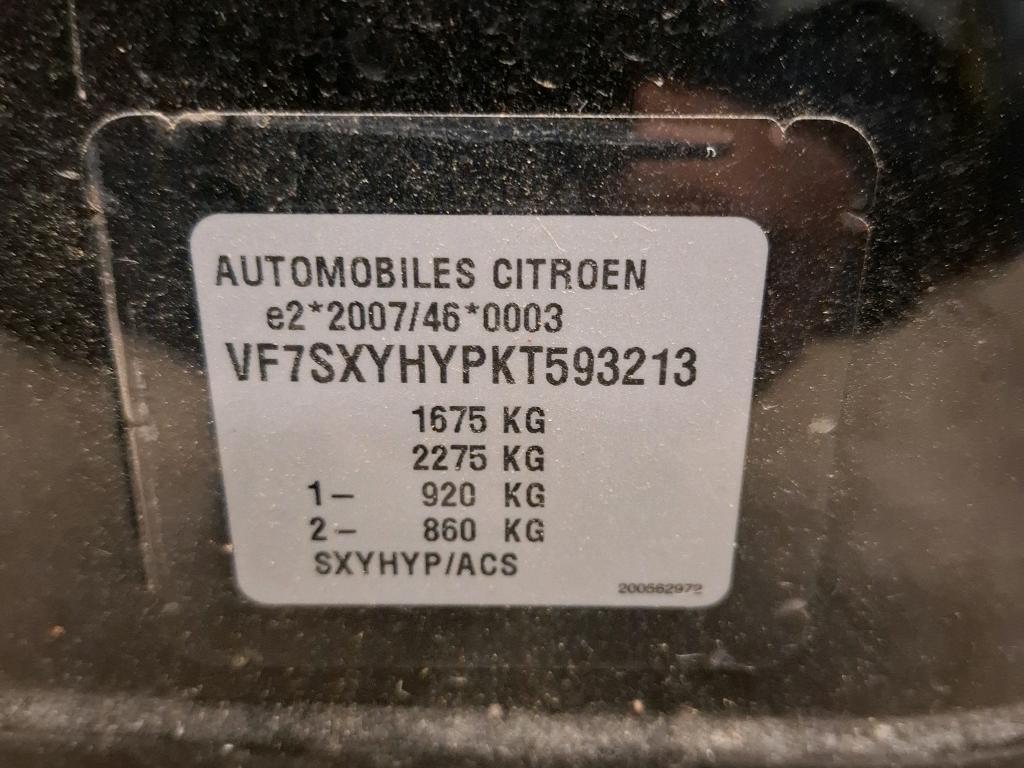 AUTOMOBILES CITROEN
e2*2007/46*0003
VF7SXYHYPKT593213
1675 KG
2275 KG
1- 920 KG
2- 860 KG
SXYHYP/ACS
200562972